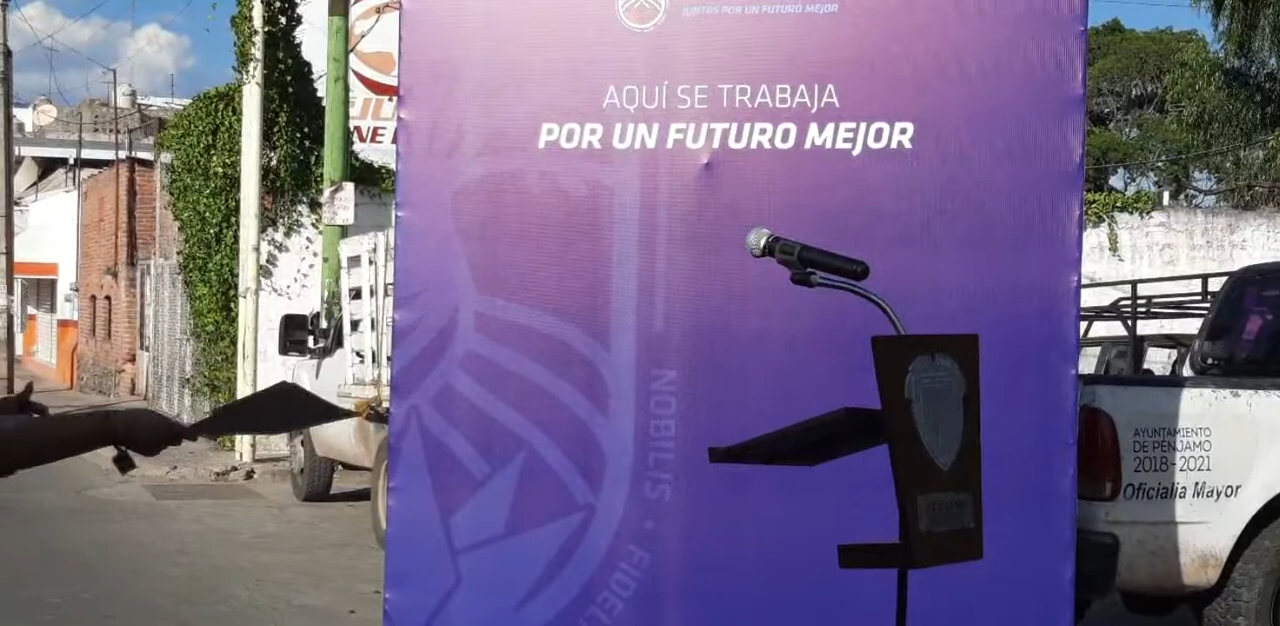 JUNTOS POR UN FUTURO MEJOR
AQUÍ SE TRABAJA
POR UN FUTURO MEJOR
NOBILIS • FIDEL
AYUNTAMIENTO
DE PÉNJAMO
2018-2021
Oficialia Mayor